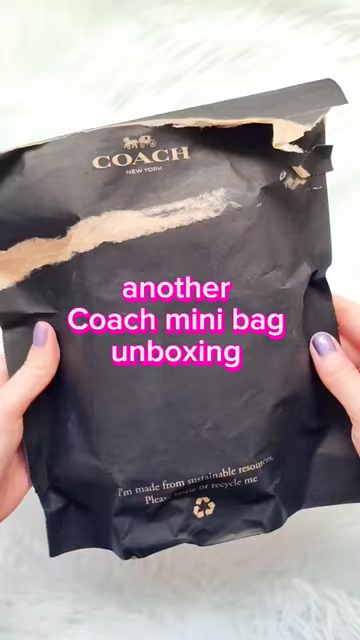 COACH
NEW YORK
another
Coach mini bag
unboxing
I'm made from sustainable resources
Please reuse or recycle me